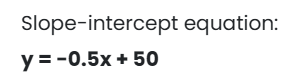 Slope-intercept equation:
y = -0.5x + 50